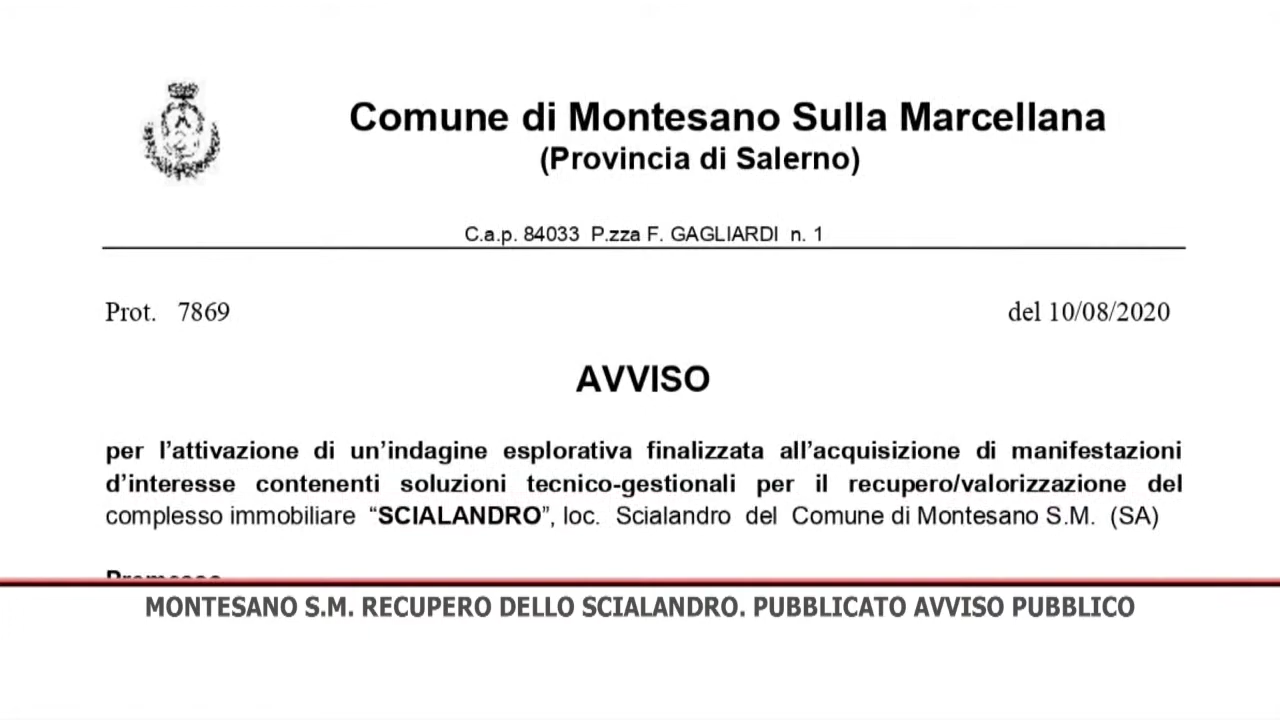 Comune di Montesano Sulla Marcellana
(Provincia di Salerno)
C.a.p. 84033 P.zza F. GAGLIARDI n. 1
Prot. 7869 del 10/08/2020
AVVISO
per l’attivazione di un’indagine esplorativa finalizzata all’acquisizione di manifestazioni
d’interesse contenenti soluzioni tecnico-gestionali per il recupero/valorizzazione del
complesso immobiliare “SCIALANDRO”, loc. Scialandro del Comune di Montesano S.M. (SA)
MONTESANO S.M. RECUPERO DELLO SCIALANDRO. PUBBLICATO AVVISO PUBBLICO